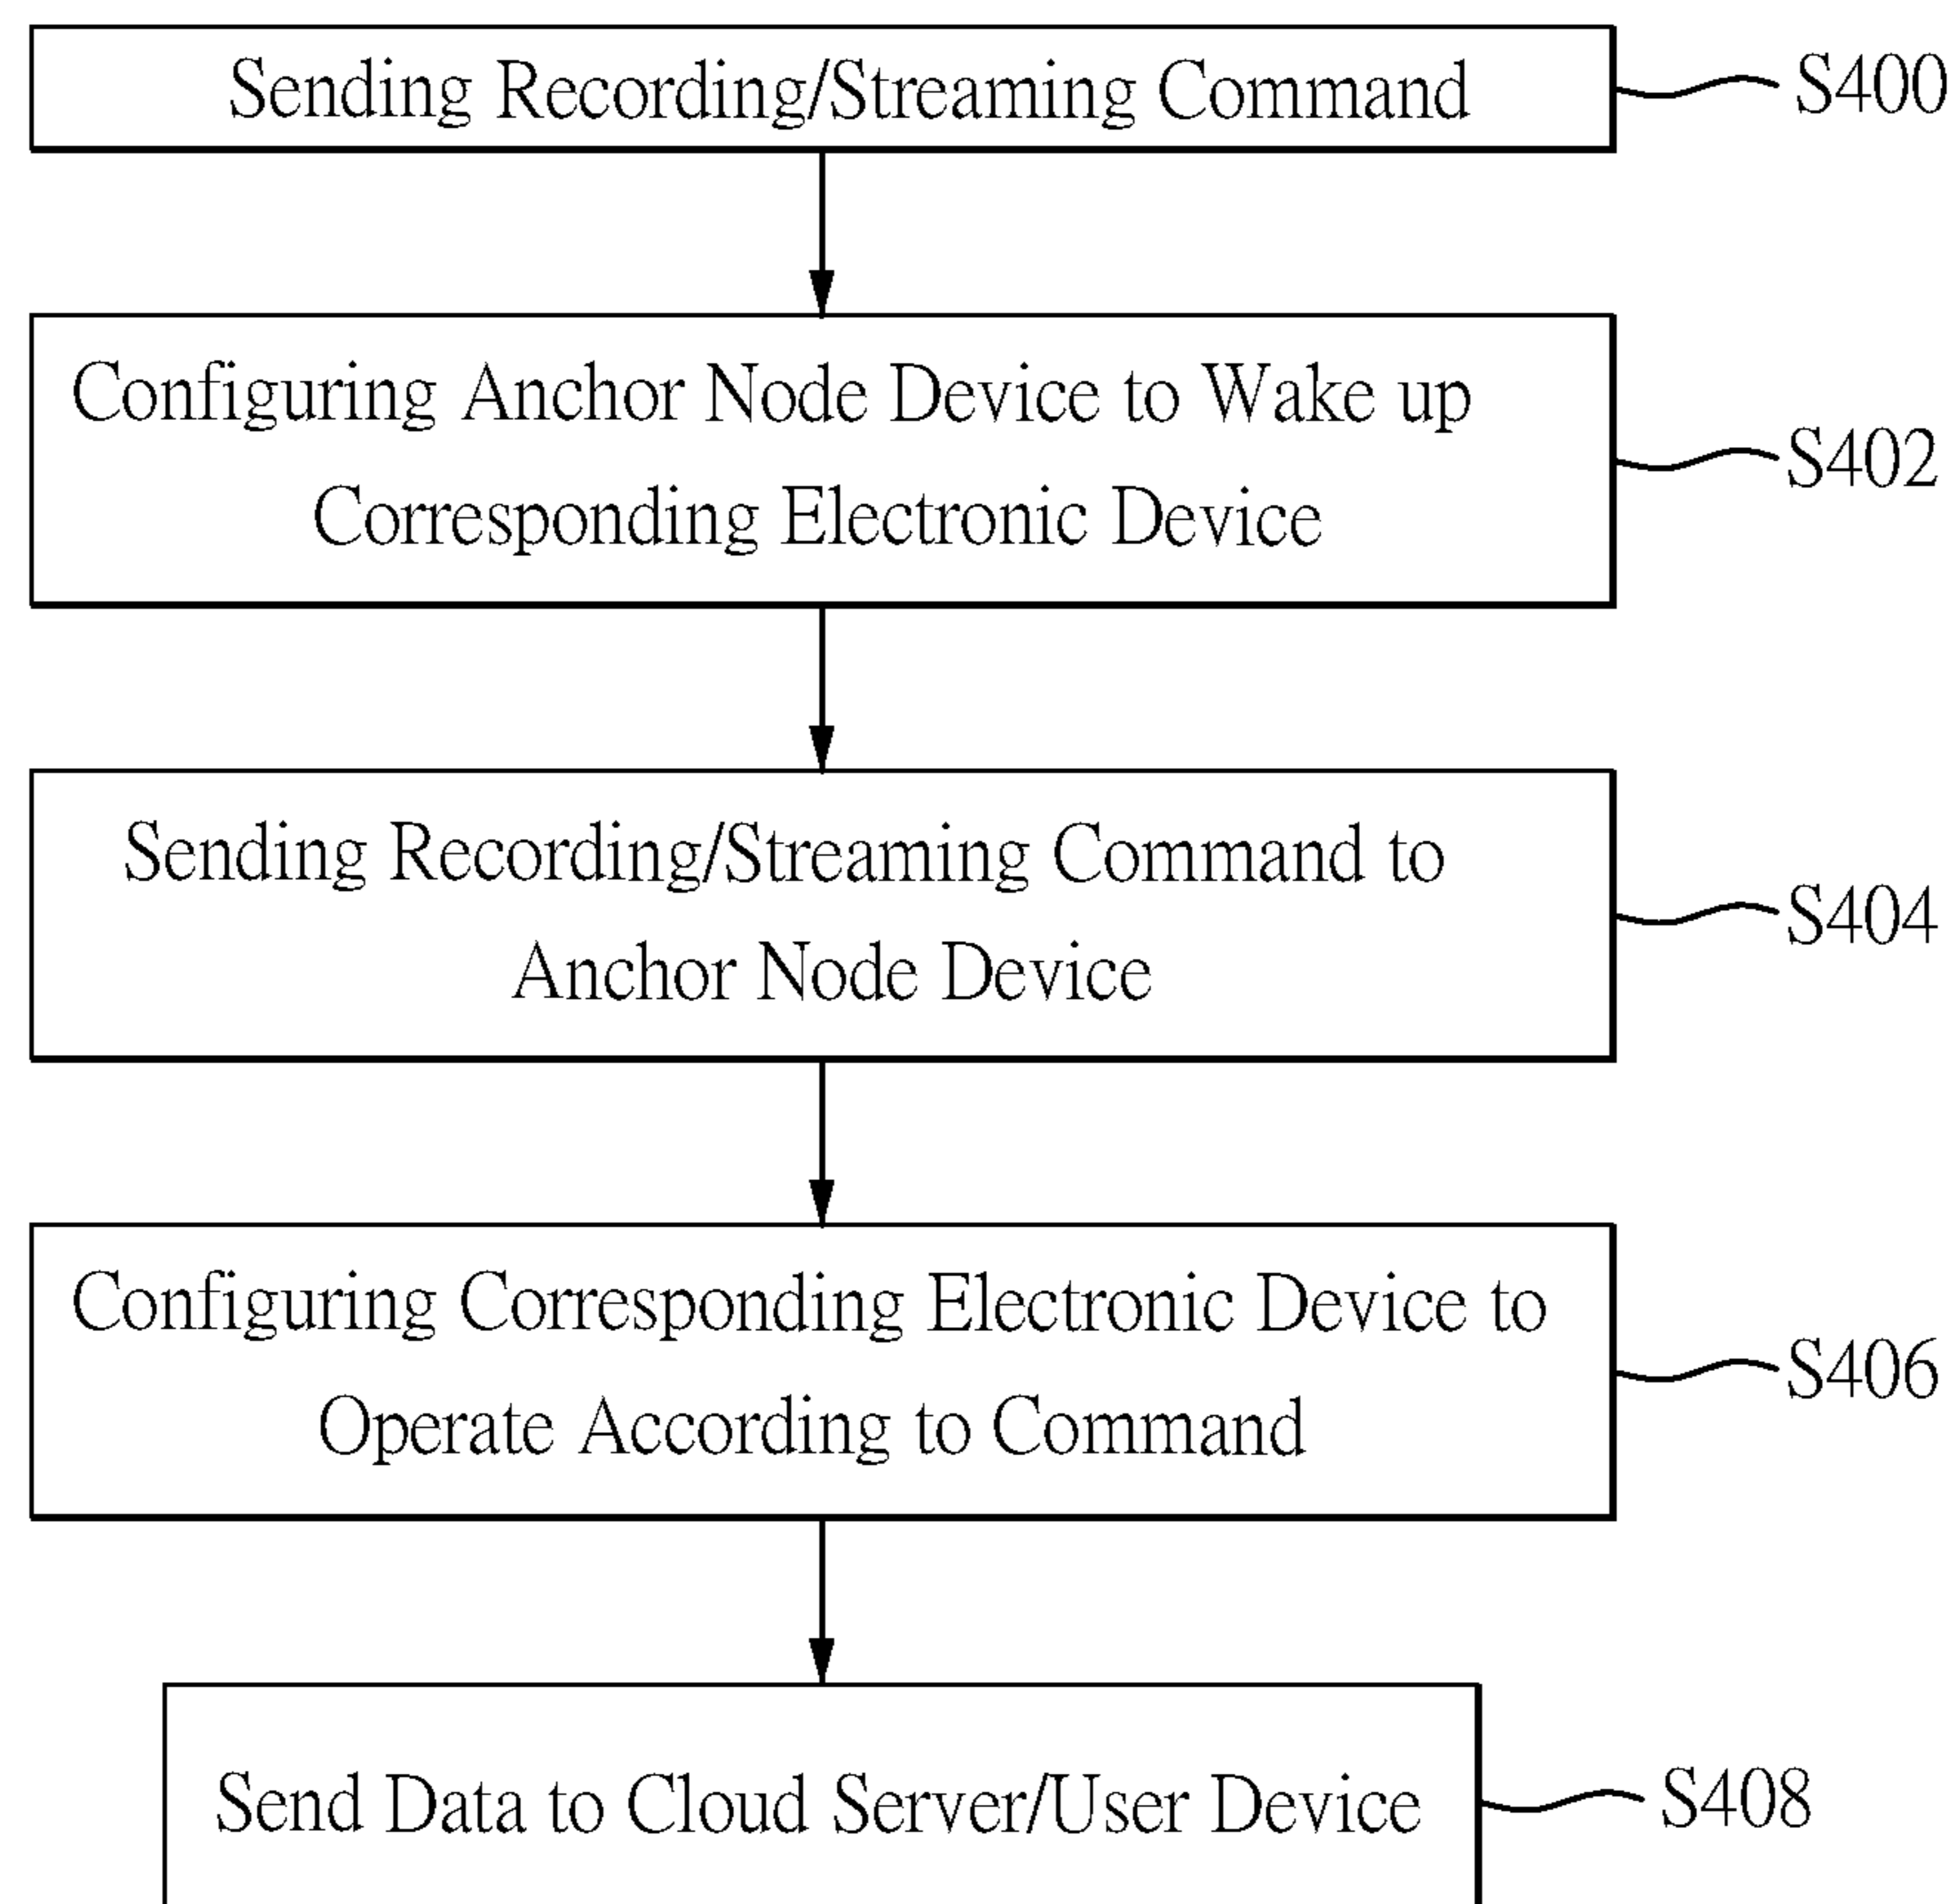 Sending Recording/Streaming Command
S400
Configuring Anchor Node Device to Wake up
Corresponding Electronic Device
S402
Sending Recording/Streaming Command to
Anchor Node Device
S404
Configuring Corresponding Electronic Device to
Operate According to Command
S406
Send Data to Cloud Server/User Device
S408